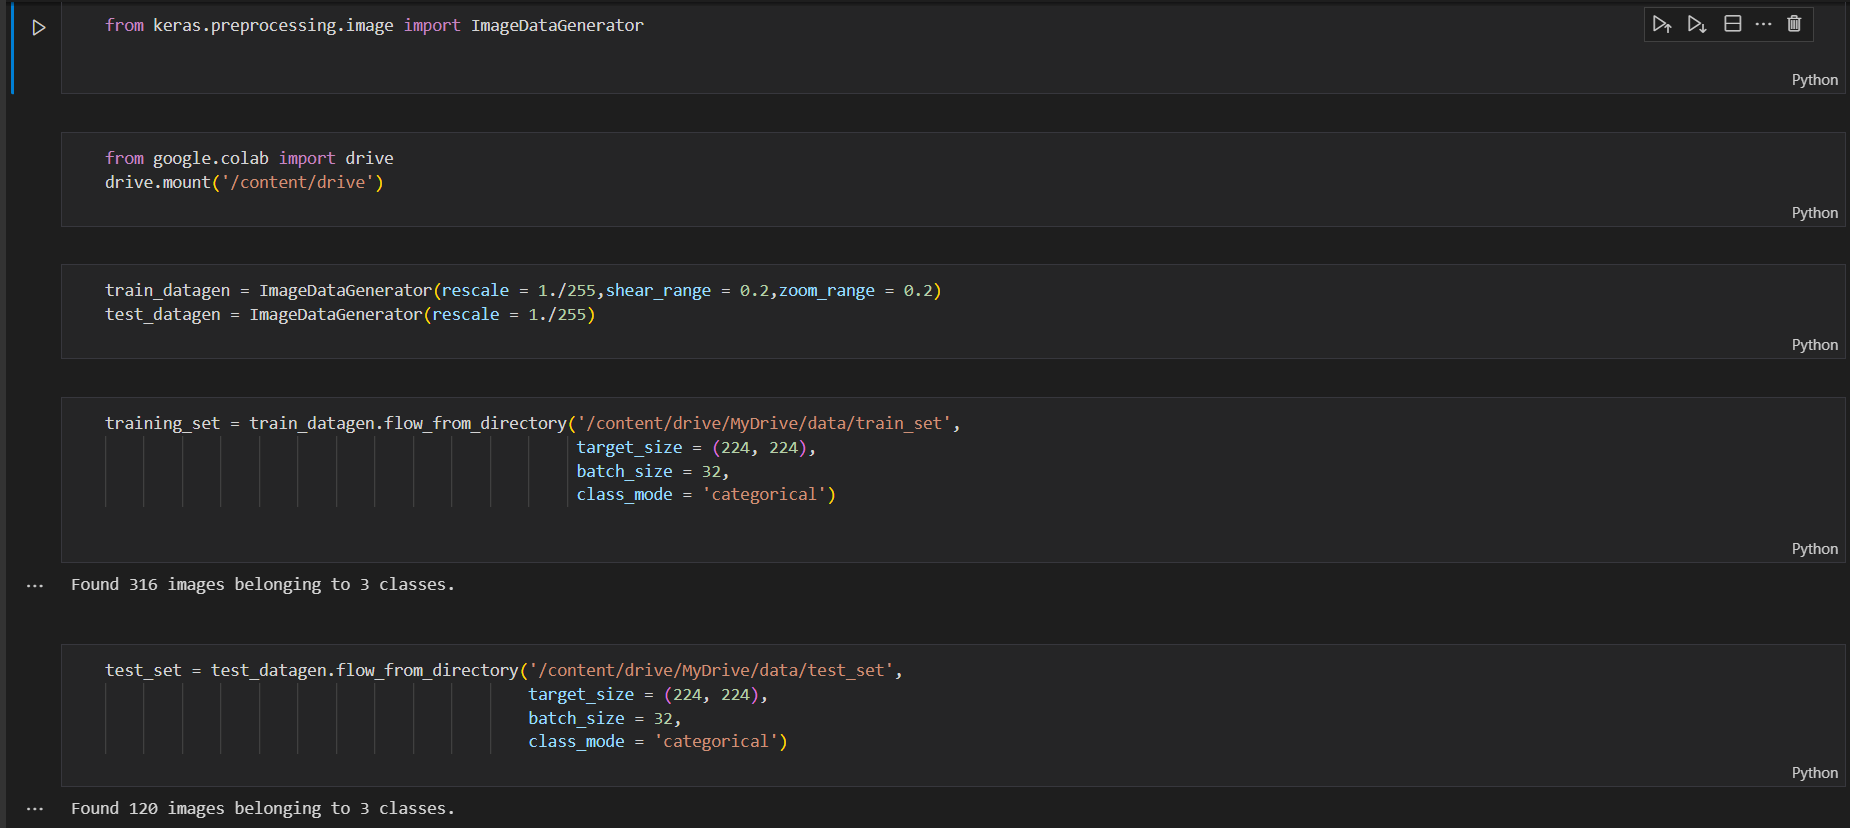 from keras.preprocessing.image import ImageDataGenerator
Python
from google.colab import drive
drive.mount('/content/drive')
Python
train_datagen = ImageDataGenerator(rescale = 1./255,shear_range = 0.2,zoom_range = 0.2)
test_datagen = ImageDataGenerator(rescale = 1./255)
Python
training_set = train_datagen.flow_from_directory('/content/drive/MyDrive/data/train_set',
target_size = (224, 224),
batch_size = 32,
class_mode = 'categorical')
Python
... Found 316 images belonging to 3 classes.
test_set = test_datagen.flow_from_directory('/content/drive/MyDrive/data/test_set',
target_size = (224, 224),
batch_size = 32,
class_mode = 'categorical')
Python
... Found 120 images belonging to 3 classes.